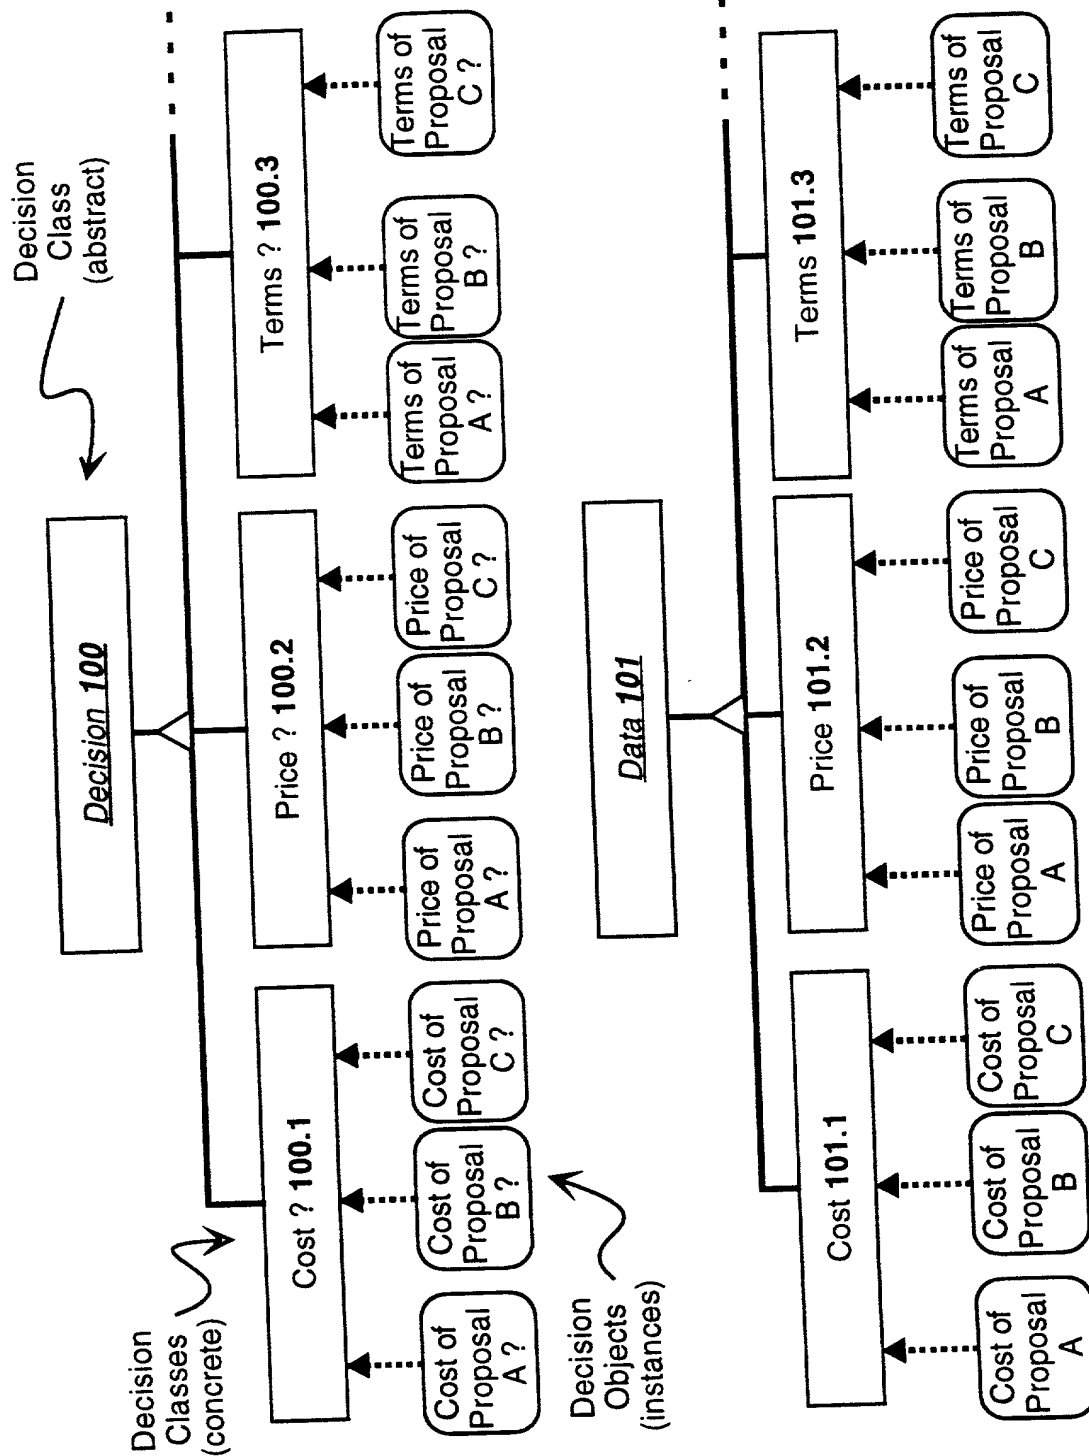 Decision
Class
(abstract)
Decision 100
Decision
Classes
(concrete)
Cost ? 100.1
Price ? 100.2
Terms ? 100.3
Cost of
Proposal
A ?
Cost of
Proposal
B ?
Cost of
Proposal
C ?
Price of
Proposal
A ?
Price of
Proposal
B ?
Price of
Proposal
C ?
Terms of
Proposal
A ?
Terms of
Proposal
B ?
Terms of
Proposal
C ?
Decision
Objects
(instances)
Data 101
Cost 101.1
Price 101.2
Terms 101.3
Cost of
Proposal
A
Cost of
Proposal
B
Cost of
Proposal
C
Price of
Proposal
A
Price of
Proposal
B
Price of
Proposal
C
Terms of
Proposal
A
Terms of
Proposal
B
Terms of
Proposal
C